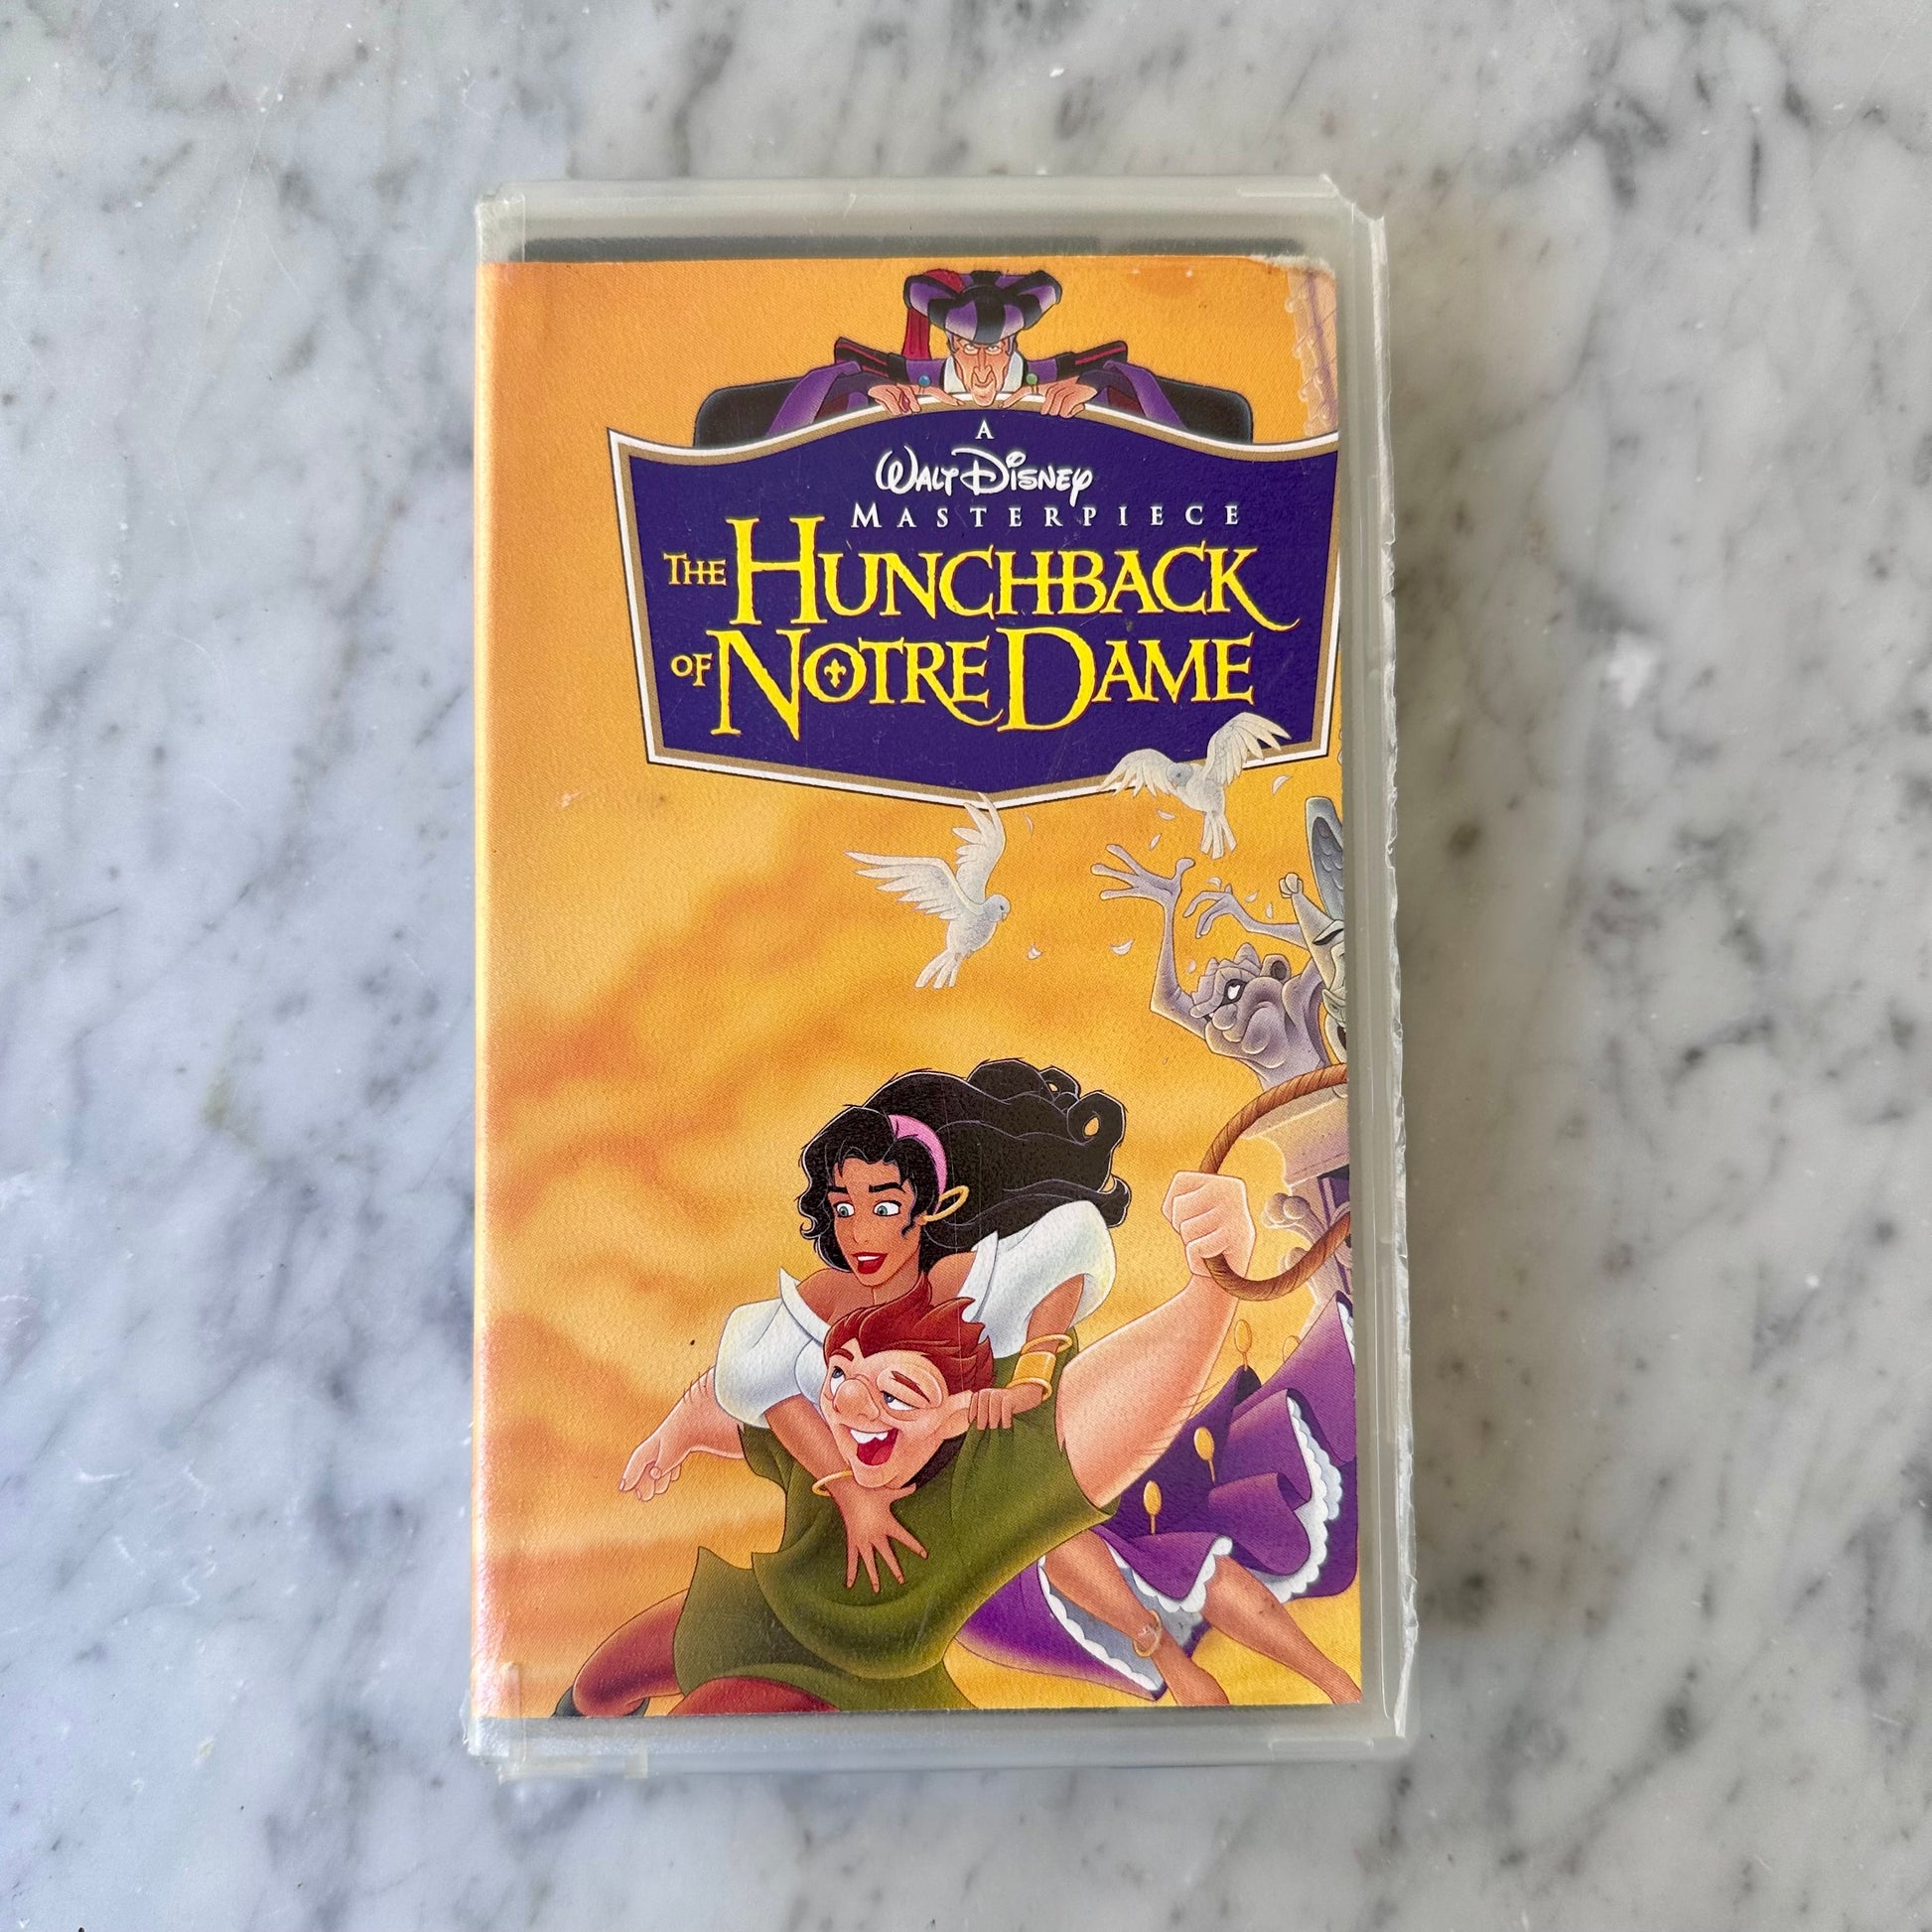 A
Walt Disney
MASTERPIECE
THE HUNCHBACK
OF NOTRE DAME